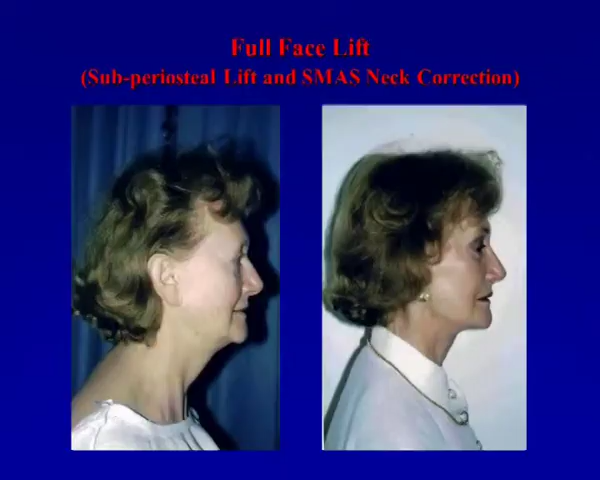 Full Face Lift
(Sub-periosteal Lift and SMAS Neck Correction)